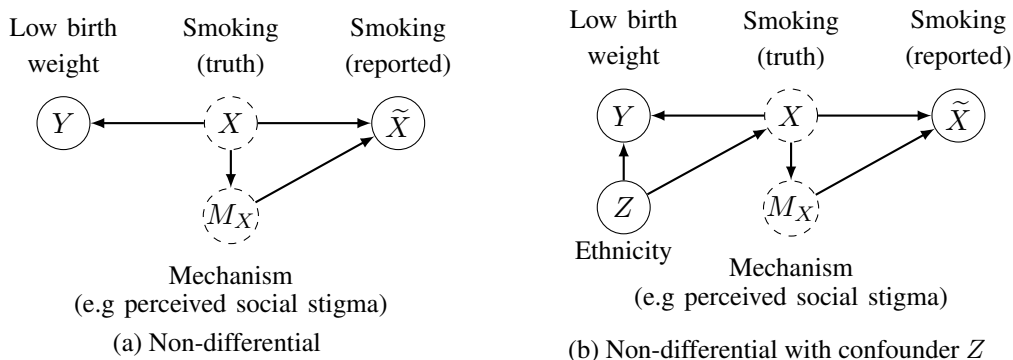 Low birth
weight
Smoking
(truth)
Smoking
(reported)
Y
X
X̃
M_X
Mechanism
(e.g perceived social stigma)
(a) Non-differential
Low birth
weight
Smoking
(truth)
Smoking
(reported)
Y
X
X̃
Z
M_X
Ethnicity
Mechanism
(e.g perceived social stigma)
(b) Non-differential with confounder Z